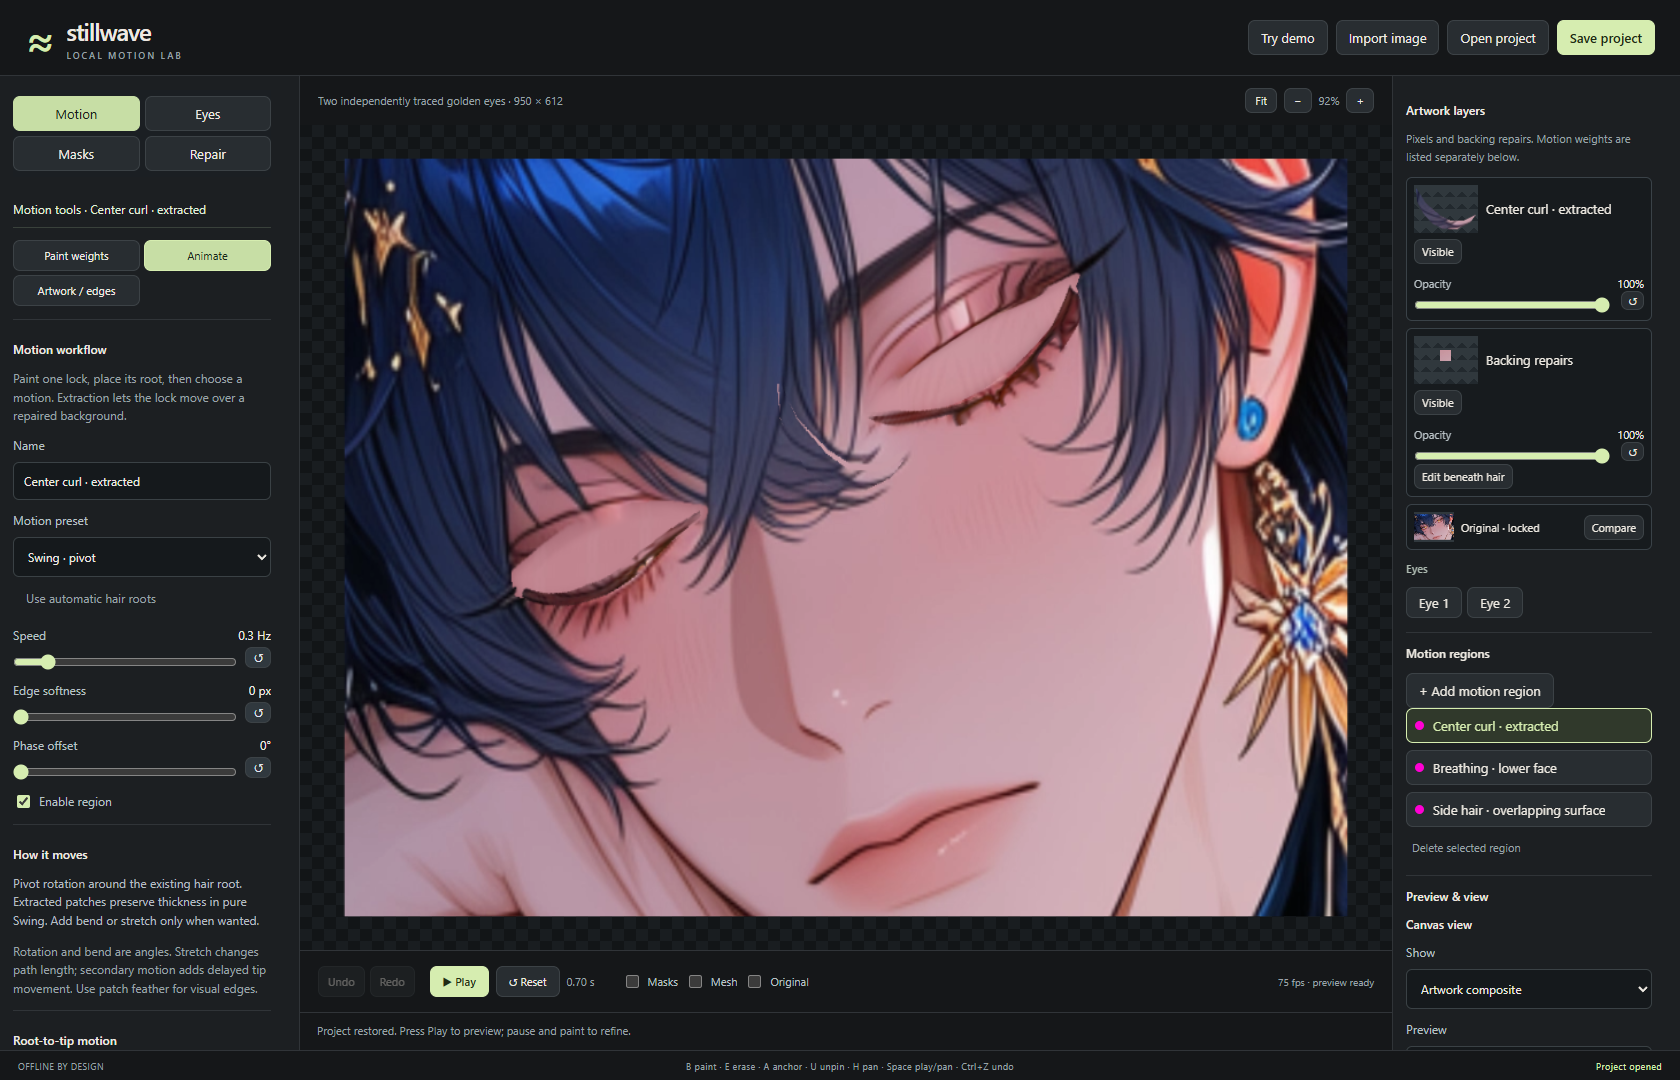 stillwave
LOCAL MOTION LAB
Try demo
Import image
Open project
Save project
Motion
Eyes
Masks
Repair
Motion tools · Center curl · extracted
Paint weights
Animate
Artwork / edges
Motion workflow
Paint one lock, place its root, then choose a
motion. Extraction lets the lock move over a
repaired background.
Name
Center curl · extracted
Motion preset
Swing · pivot
Use automatic hair roots
Speed
0.3 Hz
↺
Edge softness
0 px
↺
Phase offset
0°
↺
Enable region
How it moves
Pivot rotation around the existing hair root.
Extracted patches preserve thickness in pure
Swing. Add bend or stretch only when wanted.
Rotation and bend are angles. Stretch changes
path length; secondary motion adds delayed tip
movement. Use patch feather for visual edges.
Root-to-tip motion
Two independently traced golden eyes · 950 × 612
Fit
−
92%
+
Undo
Redo
▶ Play
↺ Reset
0.70 s
Masks
Mesh
Original
75 fps · preview ready
Project restored. Press Play to preview; pause and paint to refine.
Artwork layers
Pixels and backing repairs. Motion weights are
listed separately below.
Center curl · extracted
Visible
Opacity
100%
↺
Backing repairs
Visible
Opacity
100%
↺
Edit beneath hair
Original · locked
Compare
Eyes
Eye 1
Eye 2
Motion regions
+ Add motion region
Center curl · extracted
Breathing · lower face
Side hair · overlapping surface
Delete selected region
Preview & view
Canvas view
Show
Artwork composite
Preview
OFFLINE BY DESIGN
B paint · E erase · A anchor · U unpin · H pan · Space play/pan · Ctrl+Z undo
Project opened